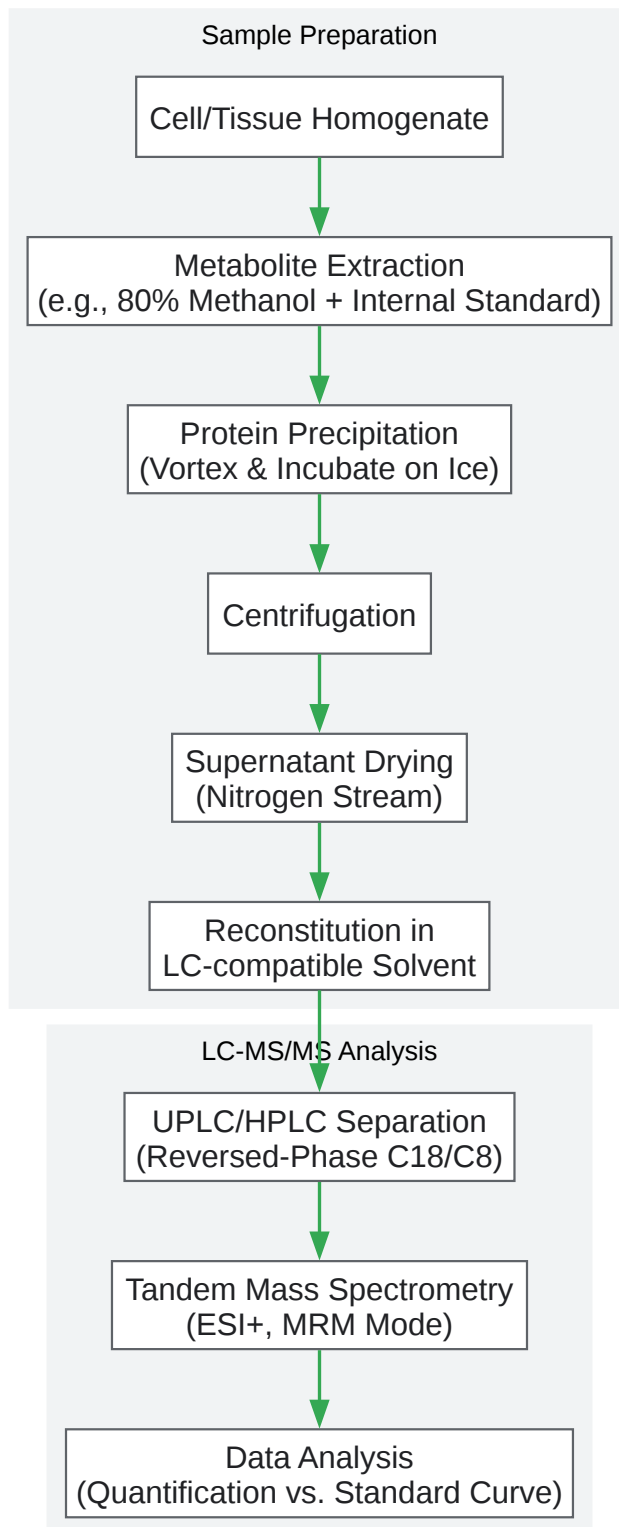 Sample Preparation
Cell/Tissue Homogenate
Metabolite Extraction
(e.g., 80% Methanol + Internal Standard)
Protein Precipitation
(Vortex & Incubate on Ice)
Centrifugation
Supernatant Drying
(Nitrogen Stream)
Reconstitution in
LC-compatible Solvent
LC-MS/MS Analysis
UPLC/HPLC Separation
(Reversed-Phase C18/C8)
Tandem Mass Spectrometry
(ESI+, MRM Mode)
Data Analysis
(Quantification vs. Standard Curve)